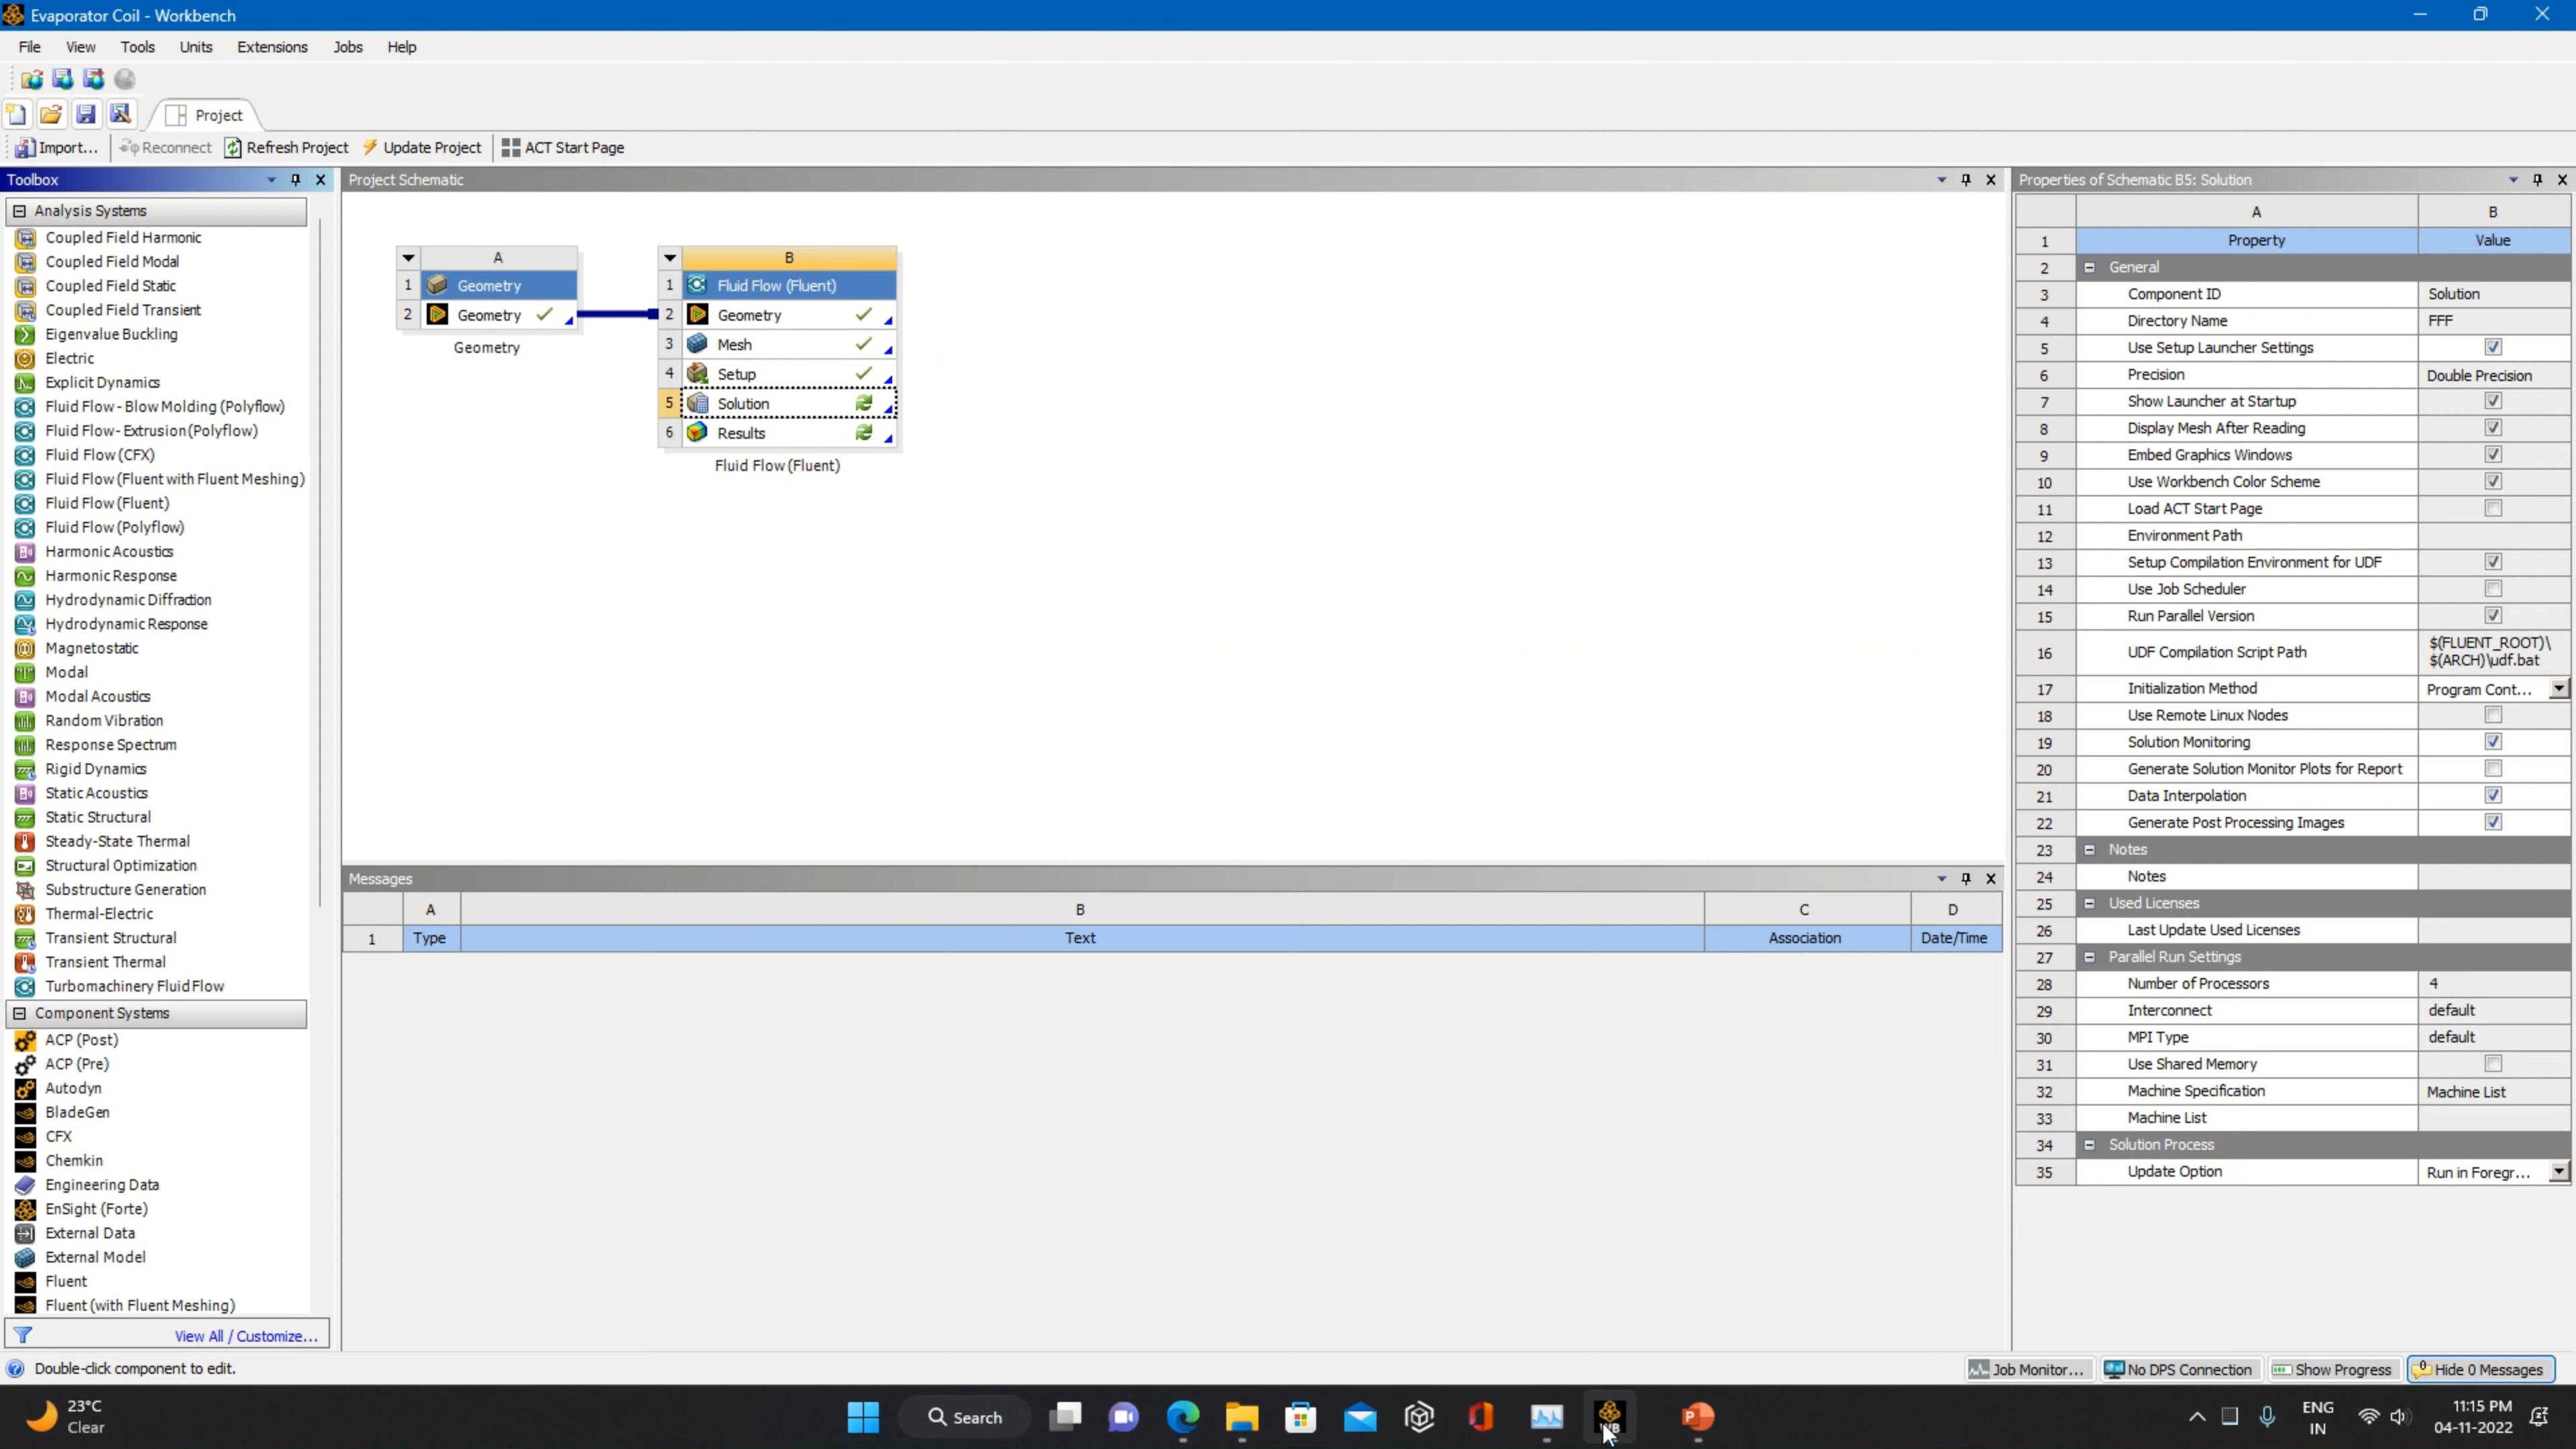 Evaporator Coil - Workbench
File View Tools Units Extensions Jobs Help
Project
Import... Reconnect Refresh Project Update Project ACT Start Page
Toolbox
Analysis Systems
Coupled Field Harmonic
Coupled Field Modal
Coupled Field Static
Coupled Field Transient
Eigenvalue Buckling
Electric
Explicit Dynamics
Fluid Flow - Blow Molding (Polyflow)
Fluid Flow - Extrusion (Polyflow)
Fluid Flow (CFX)
Fluid Flow (Fluent with Fluent Meshing)
Fluid Flow (Fluent)
Fluid Flow (Polyflow)
Harmonic Acoustics
Harmonic Response
Hydrodynamic Diffraction
Hydrodynamic Response
Magnetostatic
Modal
Modal Acoustics
Random Vibration
Response Spectrum
Rigid Dynamics
Static Acoustics
Static Structural
Steady-State Thermal
Structural Optimization
Substructure Generation
Thermal-Electric
Transient Structural
Transient Thermal
Turbomachinery Fluid Flow
Component Systems
ACP (Post)
ACP (Pre)
Autodyn
BladeGen
CFX
Chemkin
Engineering Data
EnSight (Forte)
External Data
External Model
Fluent
Fluent (with Fluent Meshing)
View All / Customize...
Project Schematic
A
1 Geometry
2 Geometry
Geometry
B
1 Fluid Flow (Fluent)
2 Geometry
3 Mesh
4 Setup
5 Solution
6 Results
Fluid Flow (Fluent)
Messages
A B C D
1 Type Text Association Date/Time
Properties of Schematic B5: Solution
A B
1 Property Value
2 General
3 Component ID Solution
4 Directory Name FFF
5 Use Setup Launcher Settings
6 Precision Double Precision
7 Show Launcher at Startup
8 Display Mesh After Reading
9 Embed Graphics Windows
10 Use Workbench Color Scheme
11 Load ACT Start Page
12 Environment Path
13 Setup Compilation Environment for UDF
14 Use Job Scheduler
15 Run Parallel Version
16 UDF Compilation Script Path $(FLUENT_ROOT)\
$(ARCH)\udf.bat
17 Initialization Method Program Cont...
18 Use Remote Linux Nodes
19 Solution Monitoring
20 Generate Solution Monitor Plots for Report
21 Data Interpolation
22 Generate Post Processing Images
23 Notes
24 Notes
25 Used Licenses
26 Last Update Used Licenses
27 Parallel Run Settings
28 Number of Processors 4
29 Interconnect default
30 MPI Type default
31 Use Shared Memory
32 Machine Specification Machine List
33 Machine List
34 Solution Process
35 Update Option Run in Foregr...
Double-click component to edit.
Job Monitor... No DPS Connection Show Progress Hide 0 Messages
23°C
Clear
Search
ENG
IN
11:15 PM
04-11-2022